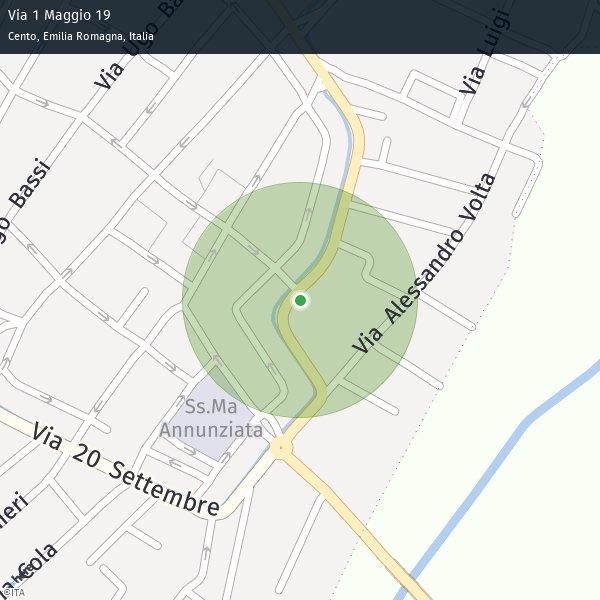 Via 1 Maggio 19
Cento, Emilia Romagna, Italia
Via Ugo Ba
Via Luigi
Bassi
Via Alessandro Volta
Ss.Ma
Annunziata
Via 20 Settembre
Cola
©ITA